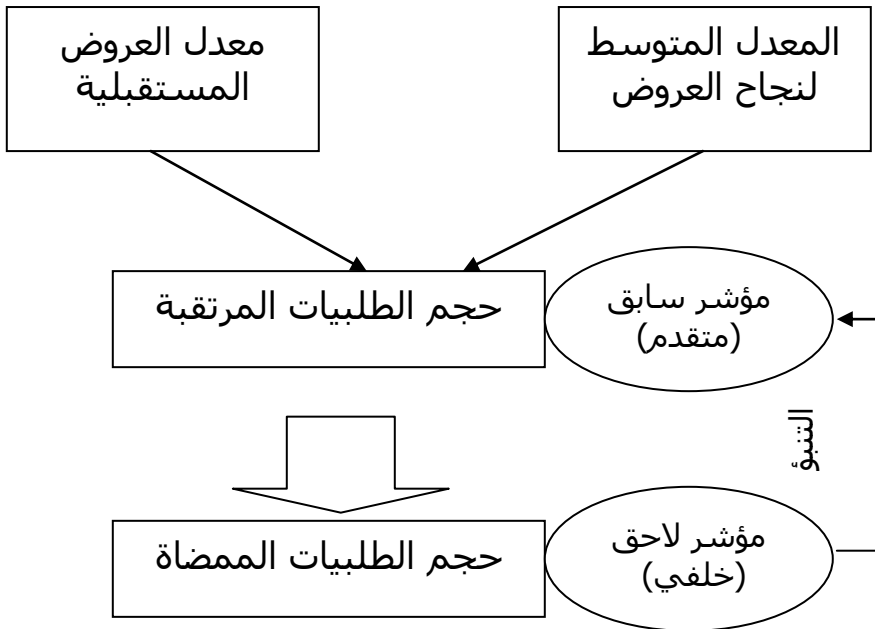 المعدل المتوسط
لنجاح العروض
معدل العروض
المستقبلية
حجم الطلبيات المرتقبة
مؤشر سابق
(متقدم)
التنبؤ
حجم الطلبيات الممضاة
مؤشر لاحق
(خلفي)